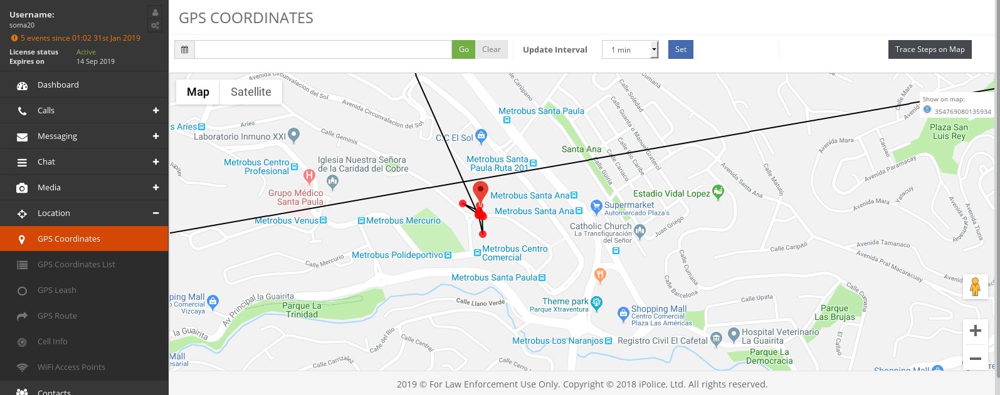 Username:
soma20
5 events since 01:02 31st Jan 2019
License status Active
Expires on 14 Sep 2019
Dashboard
Calls
Messaging
Chat
Media
Location
GPS Coordinates
GPS Coordinates List
GPS Leash
GPS Route
Cell Info
WiFi Access Points
Contacts
GPS COORDINATES
Go
Clear
Update Interval
1 min
Set
Trace Steps on Map
Map
Satellite
Show on map:
354769080135934
Avenida Circunvalacion del Sol
Avenida Circunvalacion del Sol
Calle Carúpano
Calle Soledad
Cumaná
Calle Mara
Avenida
Metrobus Santa Paula
s Aries
Aries
Laboratorio Inmuno XXI
Calle Geminis
C.C El Sol
Calle Guanta
o Manuel Graterol
Plaza San
Luis Rey
Avenida Mara
Caruao
Santa Ana
Calle Río Caribe
Calle Cariaco
Calle Güiria
Metrobus Centro
Profesional
Iglesia Nuestra Señora
de la Caridad del Cobre
Metrobus Santa
Paula Ruta 201
Jupiter
Avenida Santa Ana
Calle Maturín
Avenida Paramacay
Grupo Médico
Santa Paula
Metrobus Santa Ana
Estadio Vidal Lopez
Yatacuy
Avenida Mara
Metrobus Santa Ana
Supermarket
Automercado Plaza's
Metrobus Venus
Metrobus Mercurio
Catholic Church
La Transfiguración
del Señor
Juan Griego
Avenida Paramacay
Avenida Tiuna
Metrobus Polideportivo
Metrobus Centro
Comercial
Calle Mercurio
Calle Cumana
Calle Caripito
Avenida Tamanaco
Avenida Pral Macaracuay
Metrobus Santa Paula
Calle Barcelona
Calle Cumana
ping Mall
o Comercial
Vizcaya
Av Principal la Guairita
Parque La
Trinidad
Calle Llano Verde
Theme park
Parque Xtraventura
Calle Upata
Shopping Mall
Centro Comercial
Plaza Las Américas
Parque
Las Brujas
la Guairita
Calle del Rio
Calle Central
Metrobus Los Naranjos
Registro Civil El Cafetal
Hospital Veterinario
La Guairita
El Callao
Mall
esarial
Calle Carrizalez
Calle Cerro
Parque La
Democracia
Shopping Mall
2019 © For Law Enforcement Use Only. Copyright © 2018 iPolice, Ltd. All rights reserved.